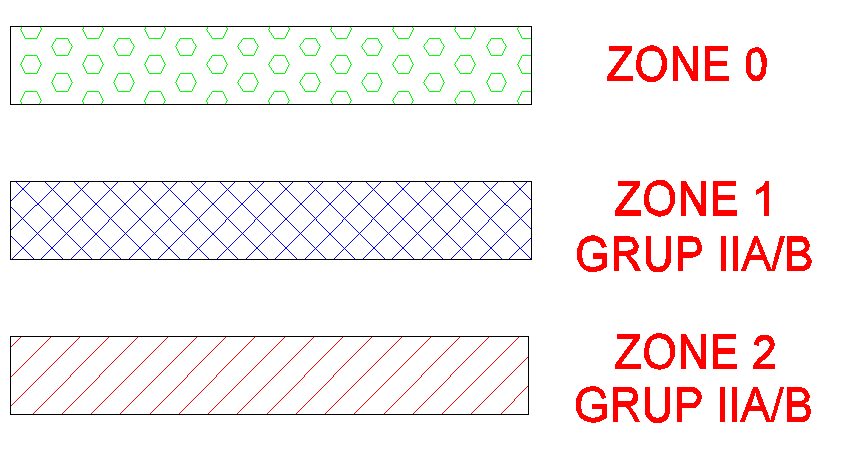 ZONE 0
ZONE 1
GRUP IIA/B
ZONE 2
GRUP IIA/B